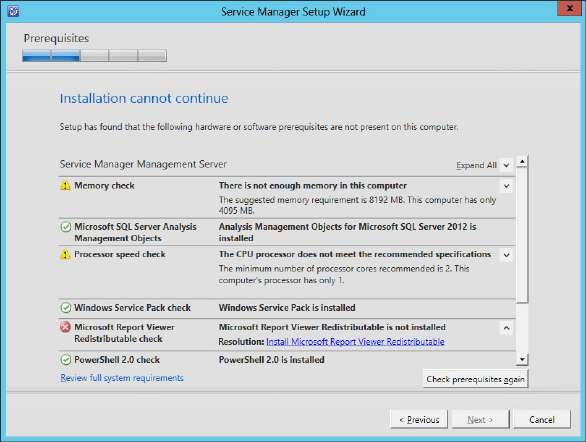 Service Manager Setup Wizard
x
Prerequisites
Installation cannot continue
Setup has found that the following hardware or software prerequisites are not present on this computer.
Service Manager Management Server
Expand All
Memory check
There is not enough memory in this computer
The suggested memory requirement is 8192 MB. This computer has only
4095 MB.
Microsoft SQL Server Analysis
Management Objects
Analysis Management Objects for Microsoft SQL Server 2012 is
installed
Processor speed check
The CPU processor does not meet the recommended specifications
The minimum number of processor cores recommended is 2. This
computer's processor has only 1.
Windows Service Pack check
Windows Service Pack is installed
Microsoft Report Viewer
Redistributable check
Microsoft Report Viewer Redistributable is not installed
Resolution: Install Microsoft Report Viewer Redistributable
PowerShell 2.0 check
PowerShell 2.0 is installed
Review full system requirements
Check prerequisites again
< Previous
Next >
Cancel